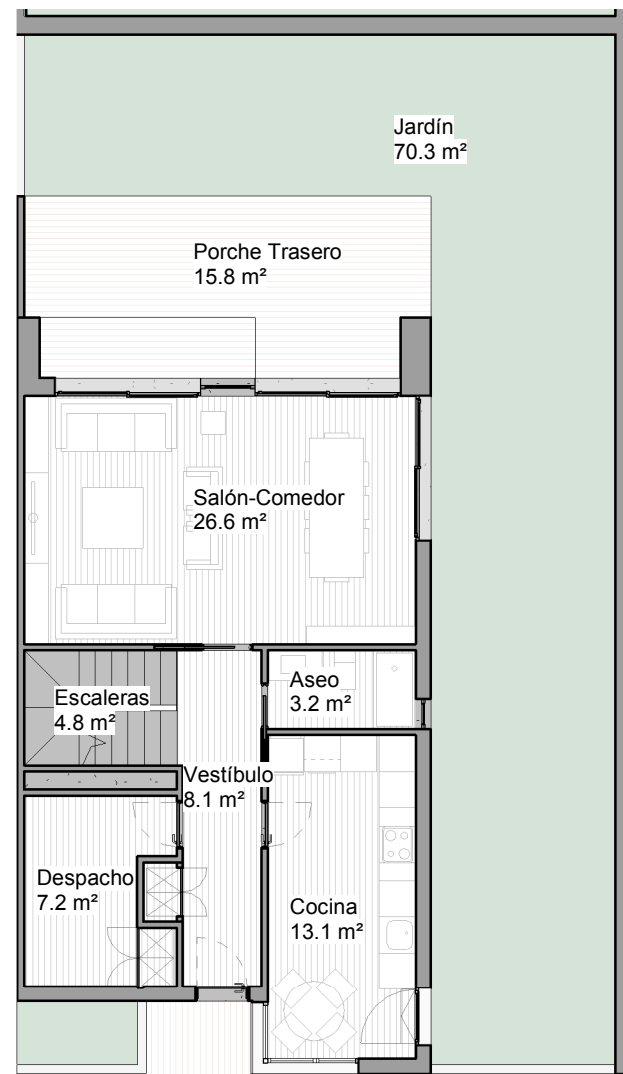 Jardín
70.3 m²
Porche Trasero
15.8 m²
Salón-Comedor
26.6 m²
Aseo
3.2 m²
Escaleras
4.8 m²
Vestíbulo
8.1 m²
Despacho
7.2 m²
Cocina
13.1 m²